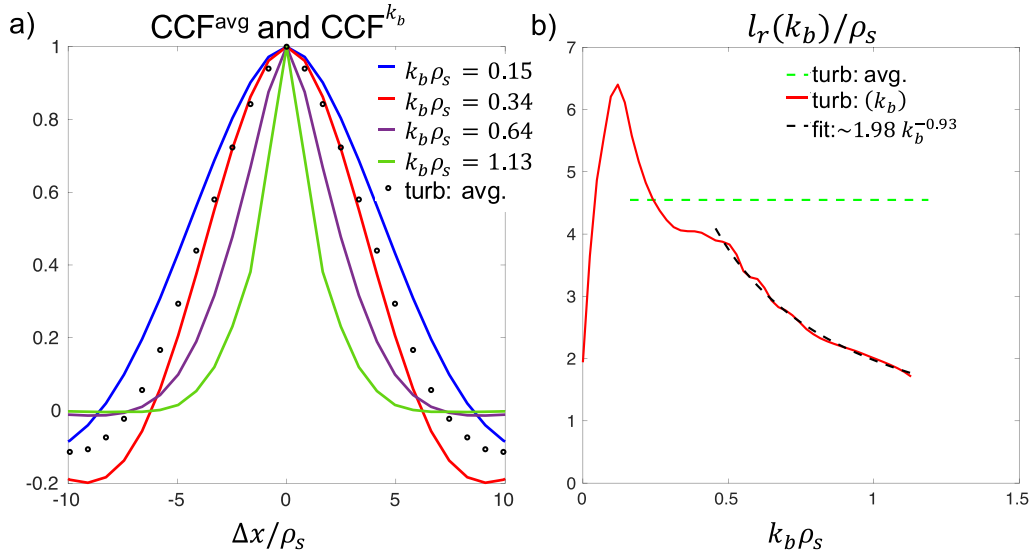 a)
CCF^avg and CCF^{k_b}
1
0.8
0.6
0.4
0.2
0
-0.2
-10
-5
0
5
10
Δx/ρ_s
k_bρ_s = 0.15
k_bρ_s = 0.34
k_bρ_s = 0.64
k_bρ_s = 1.13
turb: avg.
b)
l_r(k_b)/ρ_s
7
6
5
4
3
2
1
0
0
0.5
1
1.5
k_bρ_s
turb: avg.
turb: (k_b)
fit:~1.98 k_b^{-0.93}